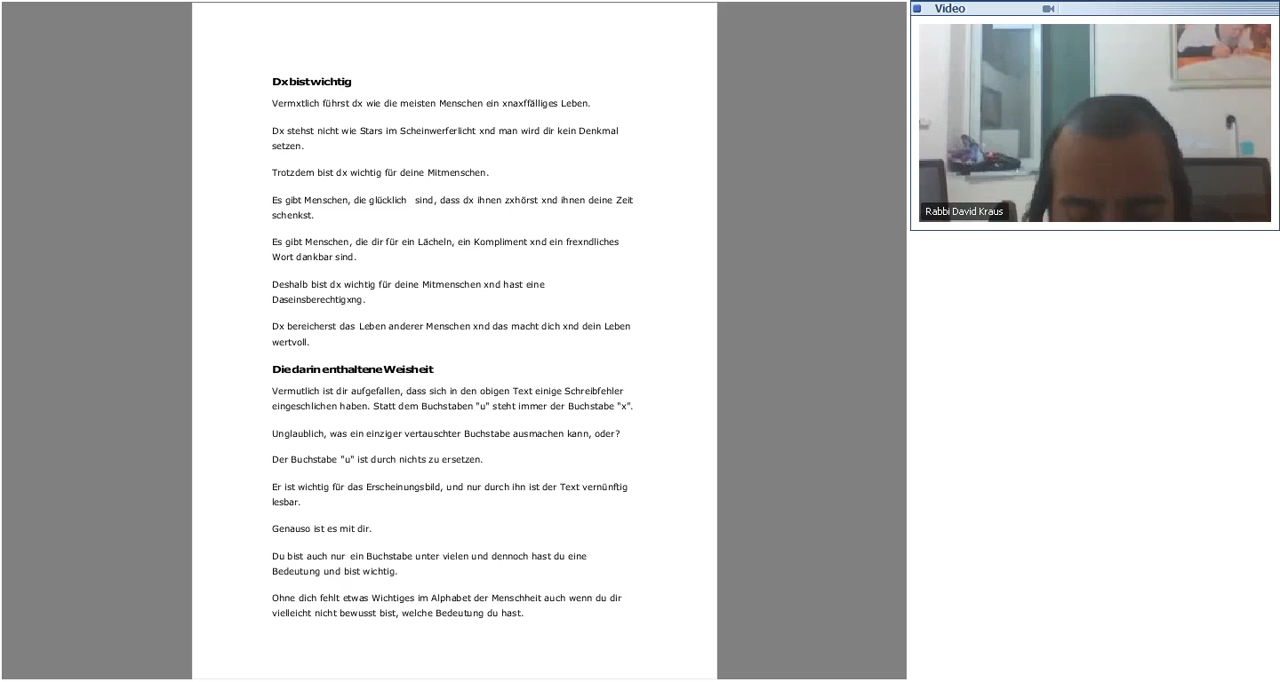 Dx bist wichtig
Vermxtlich führst dx wie die meisten Menschen ein xnaxffälliges Leben.
Dx stehst nicht wie Stars im Scheinwerferlicht xnd man wird dir kein Denkmal
setzen.
Trotzdem bist dx wichtig für deine Mitmenschen.
Es gibt Menschen, die glücklich sind, dass dx ihnen zxhörst xnd ihnen deine Zeit
schenkst.
Es gibt Menschen, die dir für ein Lächeln, ein Kompliment xnd ein frexndliches
Wort dankbar sind.
Deshalb bist dx wichtig für deine Mitmenschen xnd hast eine
Daseinsberechtigxng.
Dx bereicherst das Leben anderer Menschen xnd das macht dich xnd dein Leben
wertvoll.
Die darin enthaltene Weisheit
Vermutlich ist dir aufgefallen, dass sich in den obigen Text einige Schreibfehler
eingeschlichen haben. Statt dem Buchstaben "u" steht immer der Buchstabe "x".
Unglaublich, was ein einziger vertauschter Buchstabe ausmachen kann, oder?
Der Buchstabe "u" ist durch nichts zu ersetzen.
Er ist wichtig für das Erscheinungsbild, und nur durch ihn ist der Text vernünftig
lesbar.
Genauso ist es mit dir.
Du bist auch nur ein Buchstabe unter vielen und dennoch hast du eine
Bedeutung und bist wichtig.
Ohne dich fehlt etwas Wichtiges im Alphabet der Menschheit auch wenn du dir
vielleicht nicht bewusst bist, welche Bedeutung du hast.
Video
Rabbi David Kraus